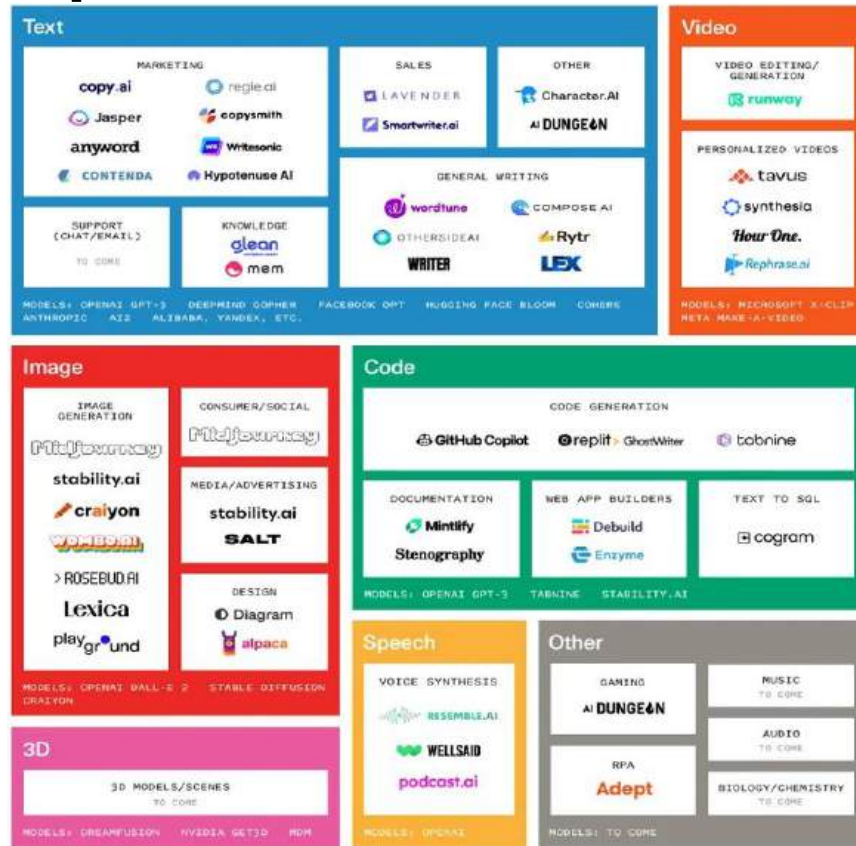 Text
MARKETING
copy.ai
regie.ai
Jasper
copysmith
anyword
Writesonic
CONTENDA
Hypotenuse AI
SALES
LAVENDER
Smartwriter.ai
OTHER
Character.AI
AI DUNGEON
SUPPORT
(CHAT/EMAIL)
TO COME
KNOWLEDGE
glean
mem
GENERAL WRITING
wordtune
COMPOSE AI
OTHERSIDEAI
Rytr
WRITER
LEX
MODELS: OPENAI GPT-3 DEEPMIND GOPHER FACEBOOK OPT HUGGING FACE BLOOM COHERE
ANTHROPIC AI2 ALIBABA, YANDEX, ETC.
Video
VIDEO EDITING/
GENERATION
runway
PERSONALIZED VIDEOS
tavus
synthesia
Hour One.
Rephrase.ai
MODELS: MICROSOFT X-CLIP
META MAKE-A-VIDEO
Image
IMAGE
GENERATION
Midjourney
stability.ai
craiyon
WOMBO.AI
>ROSEBUD.AI
Lexica
playground
CONSUMER/SOCIAL
Midjourney
MEDIA/ADVERTISING
stability.ai
SALT
DESIGN
Diagram
alpaca
MODELS: OPENAI DALL-E 2 STABLE DIFFUSION
CRAIYON
Code
CODE GENERATION
GitHub Copilot
replit> GhostWriter
tabnine
DOCUMENTATION
Mintlify
Stenography
WEB APP BUILDERS
Debuild
Enzyme
TEXT TO SQL
cogram
MODELS: OPENAI GPT-3 TABNINE STABILITY.AI
3D
3D MODELS/SCENES
TO COME
MODELS: DREAMFUSION NVIDIA GET3D MDM
Speech
VOICE SYNTHESIS
RESEMBLE.AI
WELLSAID
podcast.ai
MODELS: OPENAI
Other
GAMING
AI DUNGEON
RPA
Adept
MUSIC
TO COME
AUDIO
TO COME
BIOLOGY/CHEMISTRY
TO COME
MODELS: TO COME